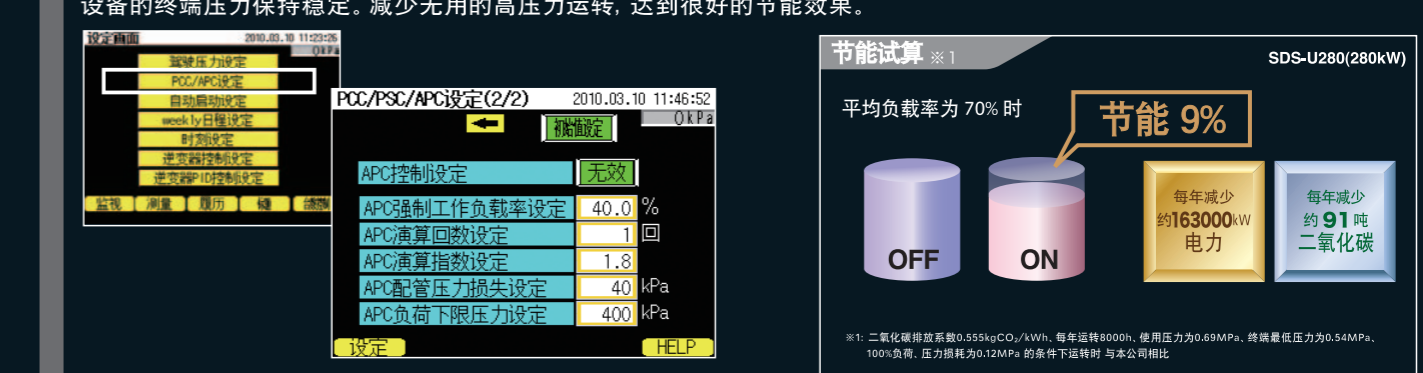 设备的终端压力保持稳定。减少无用的高压力运转, 达到很好的节能效果。
设定画面 2010.03.10 11:23:26
0kPa
驾驶压力设定
PCC/APC设定
自动启动设定
weekly日程设定
时刻设定
逆变器控制设定
逆变器PID控制设定
监视 测量 履历
PCC/PSC/APC设定(2/2) 2010.03.10 11:46:52
0kPa
初始值设定
APC控制设定 无效
APC强制工作负载率设定 40.0 %
APC演算回数设定 1 回
APC演算指数设定 1.8
APC配管压力损失设定 40 kPa
APC负荷下限压力设定 400 kPa
设定 HELP
节能试算 ※1
SDS-U280(280kW)
平均负载率为 70% 时
节能 9%
OFF
ON
每年减少
约163000kW
电力
每年减少
约 91 吨
二氧化碳
※1: 二氧化碳排放系数0.555kgCO₂/kWh、每年运转8000h、使用压力为0.69MPa、终端最低压力为0.54MPa、
100%负荷、压力损耗为0.12MPa 的条件下运转时 与本公司相比